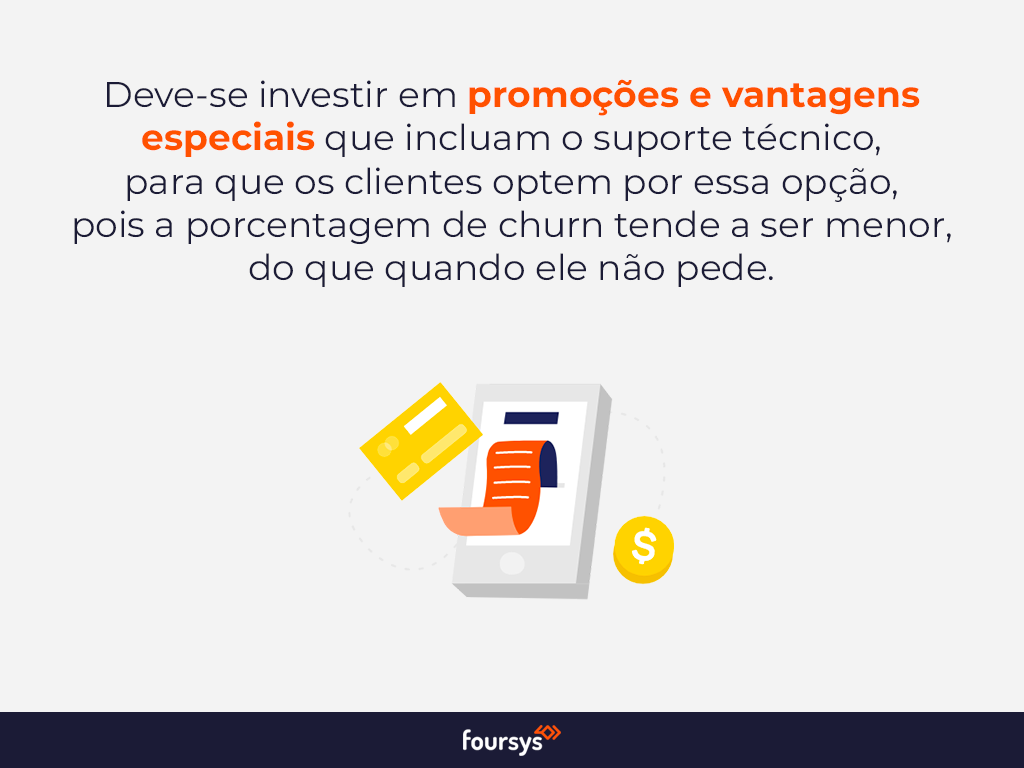 Deve-se investir em promoções e vantagens
especiais que incluam o suporte técnico,
para que os clientes optem por essa opção,
pois a porcentagem de churn tende a ser menor,
do que quando ele não pede.
$
foursys